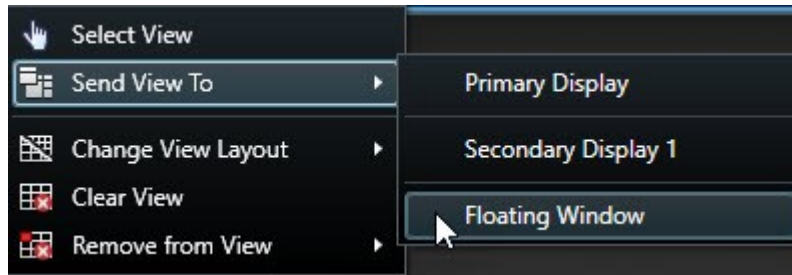 Select View
Send View To
Change View Layout
Clear View
Remove from View
Primary Display
Secondary Display 1
Floating Window